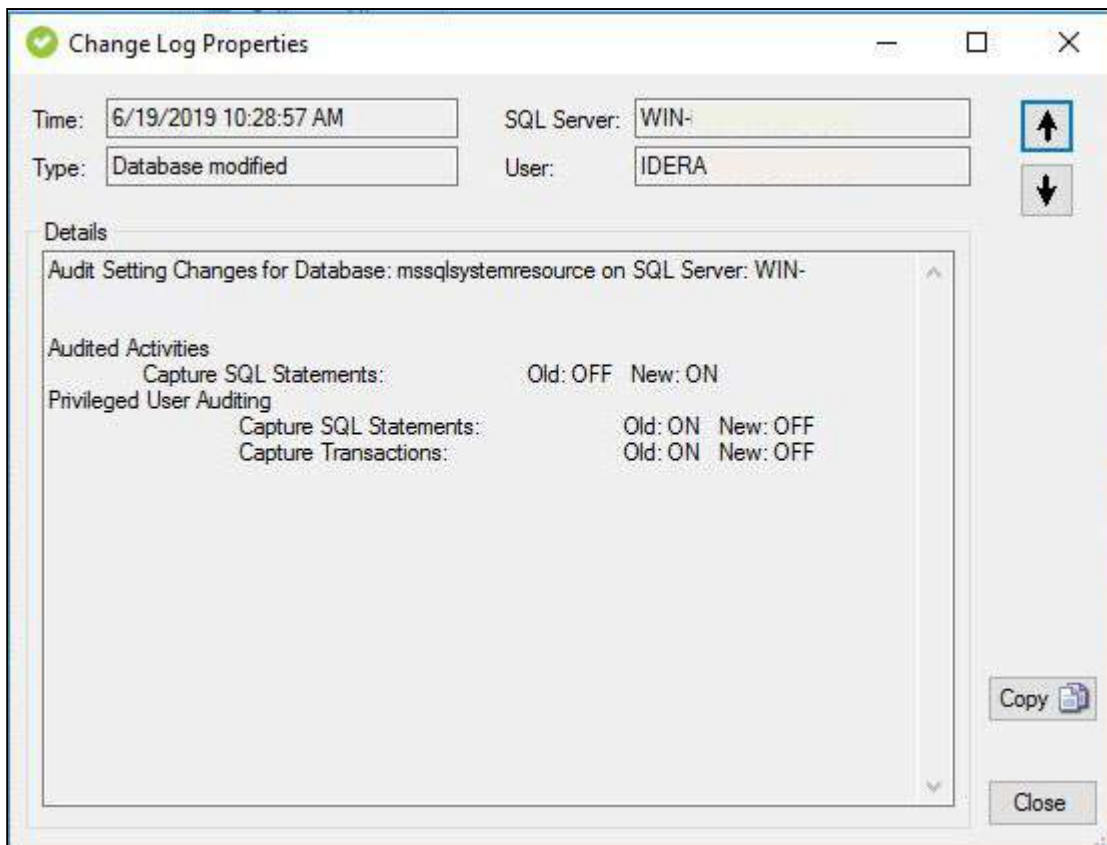 Change Log Properties
Time: 6/19/2019 10:28:57 AM SQL Server: WIN-
Type: Database modified User: IDERA
Details
Audit Setting Changes for Database: mssqlsystemresource on SQL Server: WIN-
Audited Activities
Capture SQL Statements: Old: OFF New: ON
Privileged User Auditing
Capture SQL Statements: Old: ON New: OFF
Capture Transactions: Old: ON New: OFF
Copy
Close